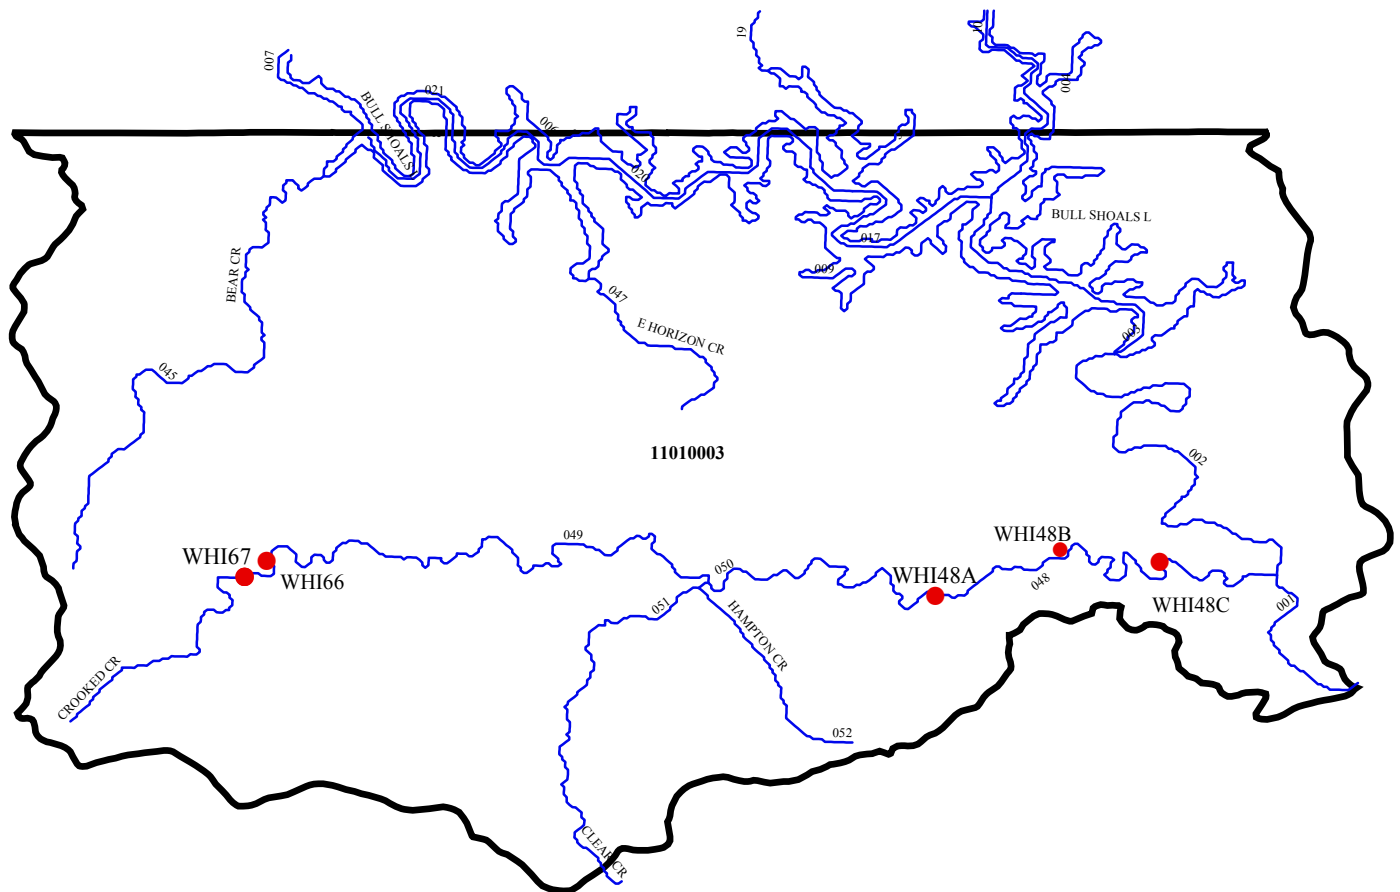 19
007
021
BULL SHOALS
006
020
BULL SHOALS L
017
009
BEAR CR
047
E HORIZON CR
003
045
11010003
002
049
WHI67
WHI66
050
WHI48B
WHI48A
048
WHI48C
051
001
HAMPTON CR
CROOKED CR
052
CLEAR CR